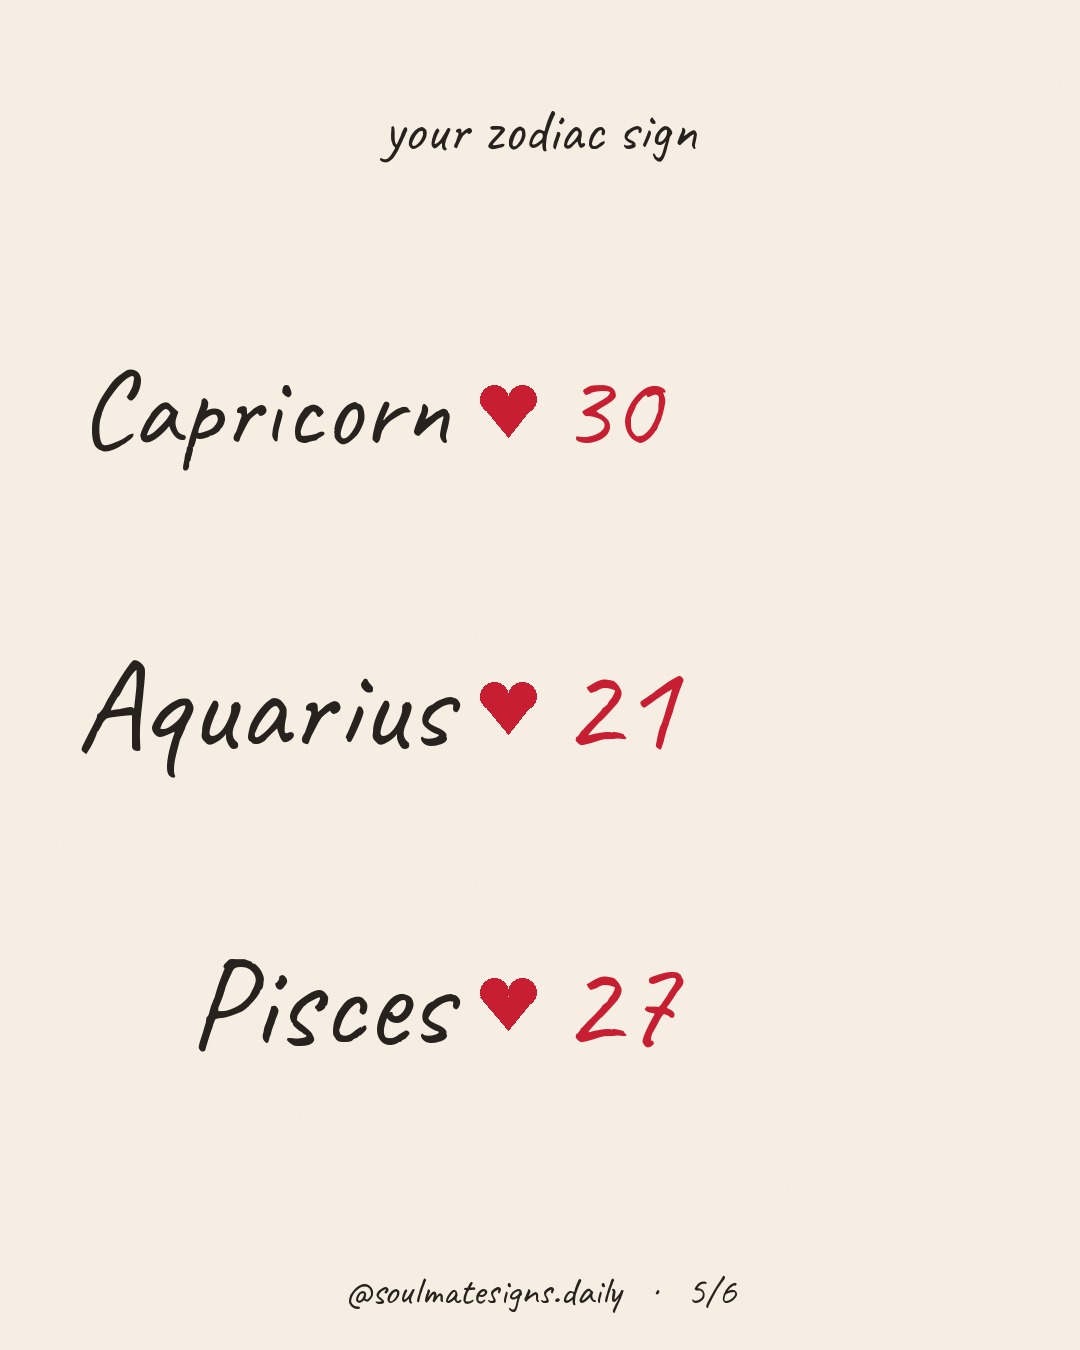 your zodiac sign
Capricorn ♥ 30
Aquarius ♥ 21
Pisces ♥ 27
@soulmatesigns.daily · 5/6